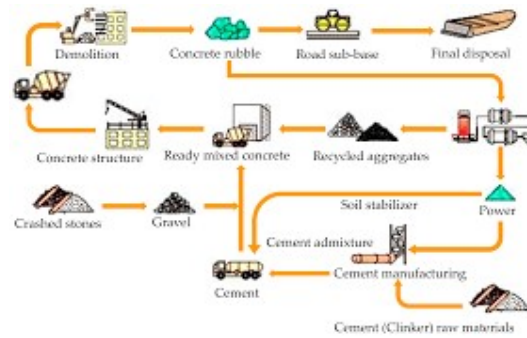 Demolition
Concrete rubble
Road sub-base
Final disposal
Concrete structure
Ready mixed concrete
Recycled aggregates
Crashed stones
Gravel
Soil stabilizer
Power
Cement admixture
Cement
Cement manufacturing
Cement (Clinker) raw materials